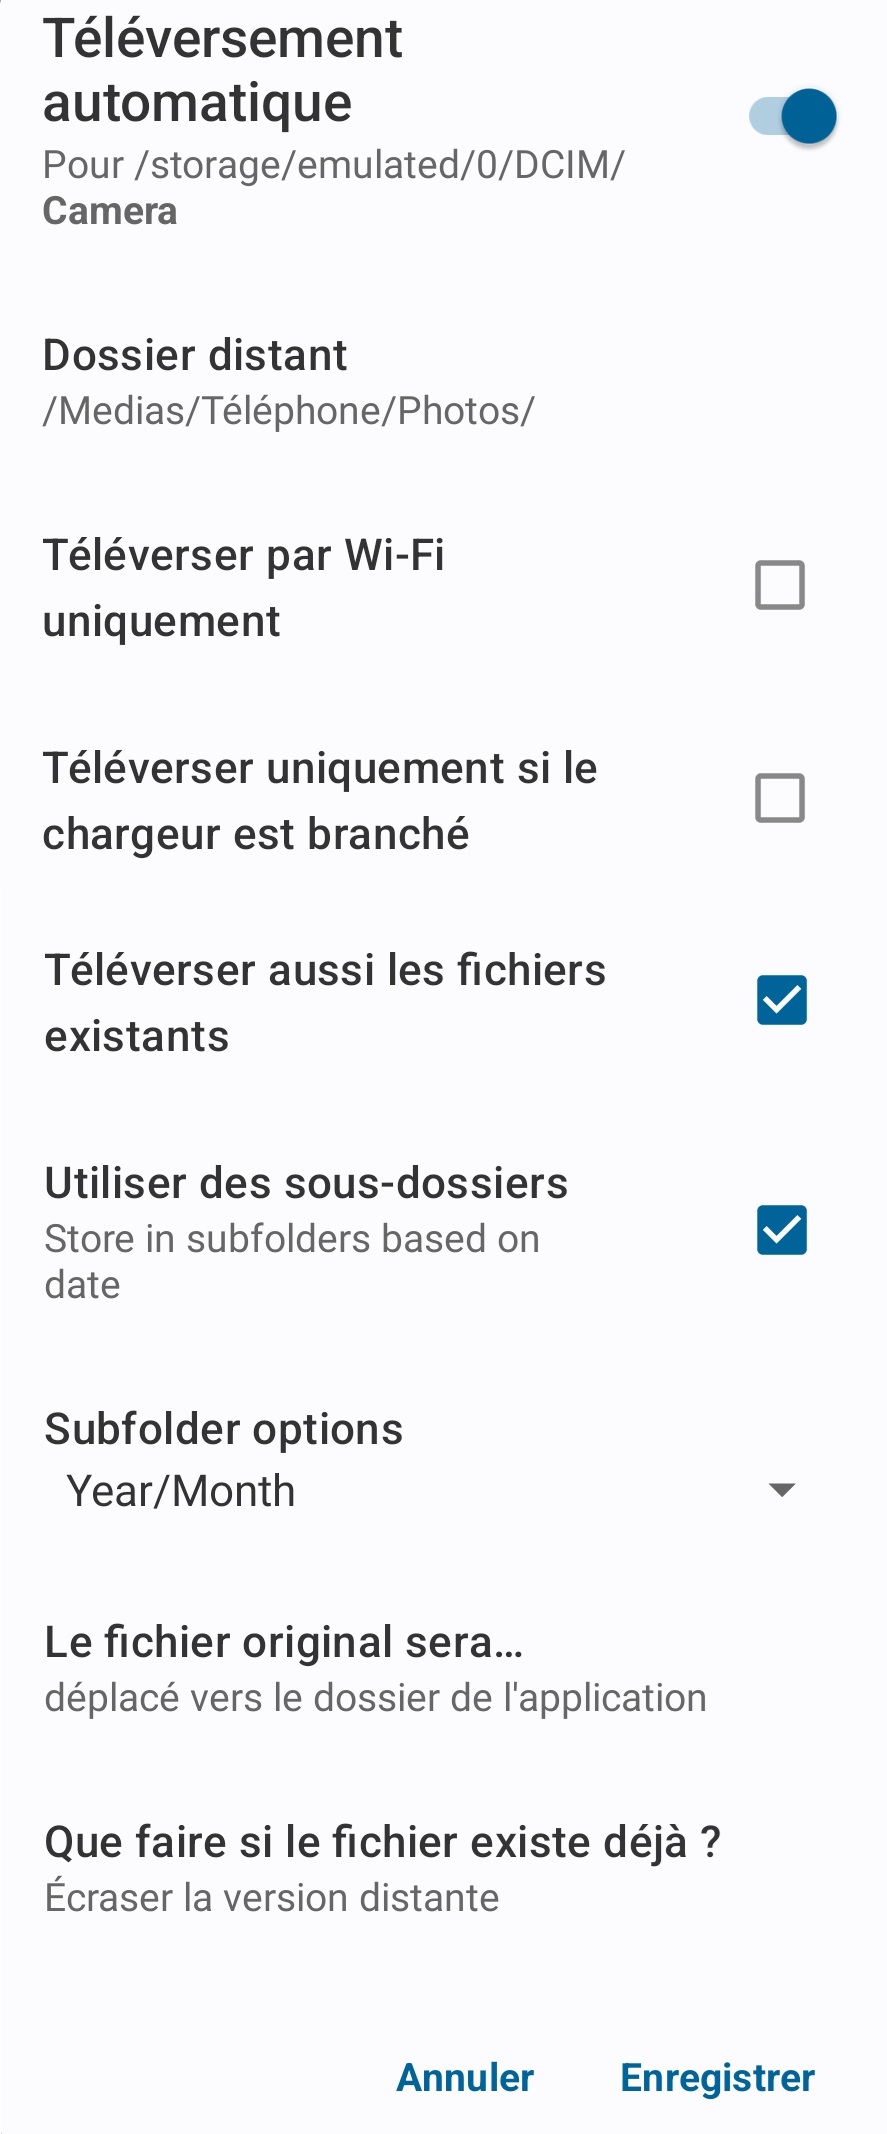 Téléversement
automatique
Pour /storage/emulated/0/DCIM/
Camera
Dossier distant
/Medias/Téléphone/Photos/
Téléverser par Wi-Fi
uniquement
Téléverser uniquement si le
chargeur est branché
Téléverser aussi les fichiers
existants
Utiliser des sous-dossiers
Store in subfolders based on
date
Subfolder options
Year/Month
Le fichier original sera…
déplacé vers le dossier de l'application
Que faire si le fichier existe déjà ?
Écraser la version distante
Annuler Enregistrer